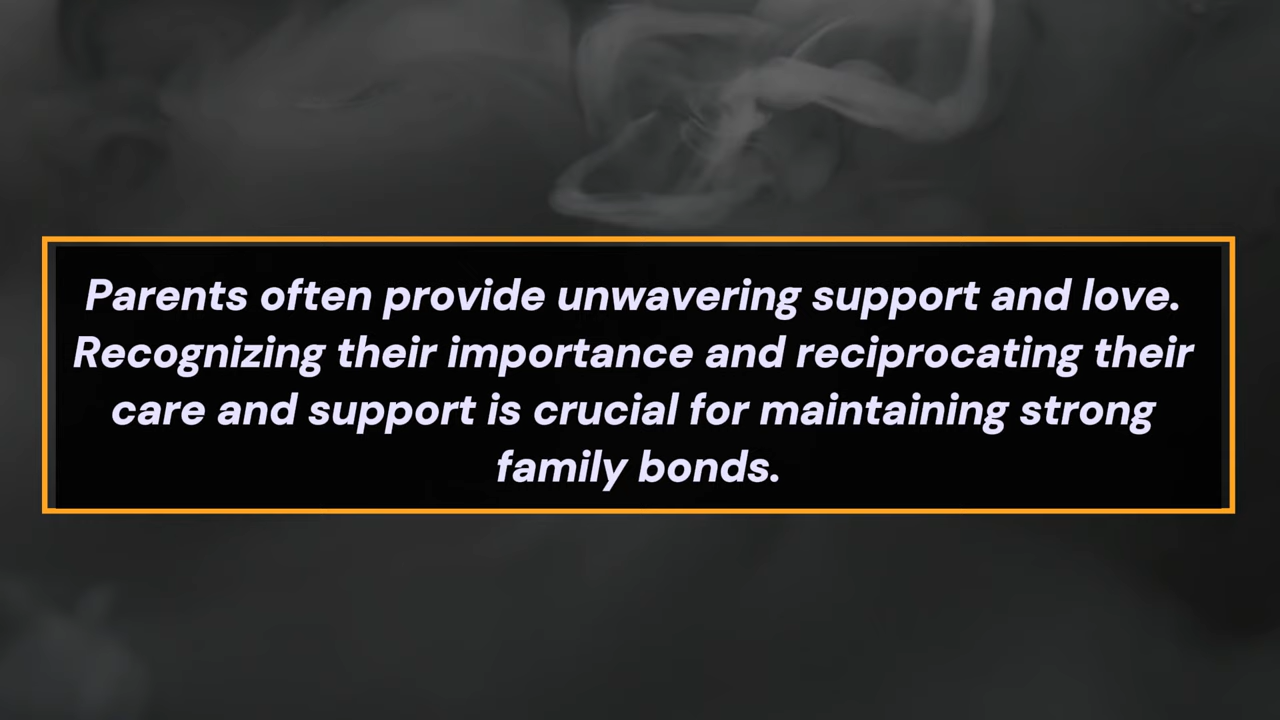 Parents often provide unwavering support and love.
Recognizing their importance and reciprocating their
care and support is crucial for maintaining strong
family bonds.